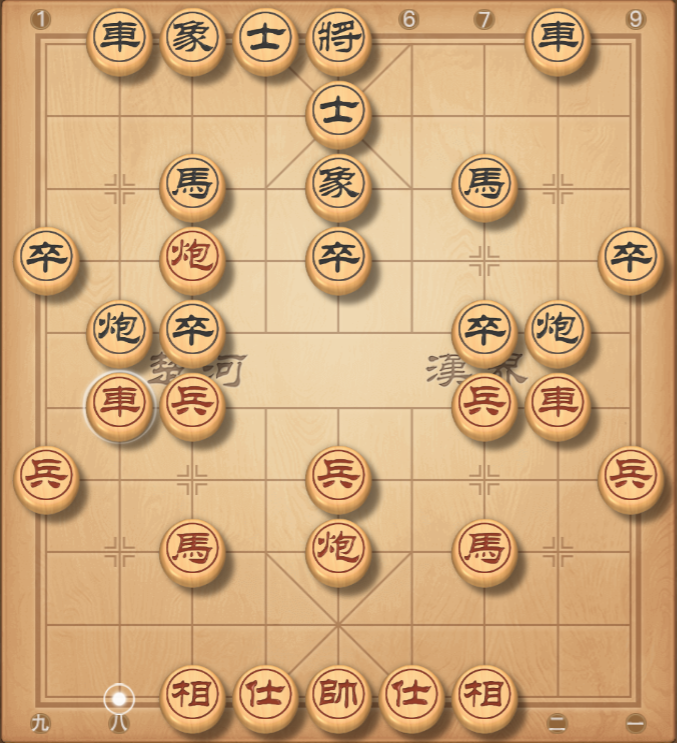 1 6 7 9
車 象 士 將 車
士
馬 象 馬
卒 炮 卒 卒
炮 卒 卒 炮
楚河 漢界
車 兵 兵 車
兵 兵 兵
馬 炮 馬
相 仕 帥 仕 相
九 八 二 一